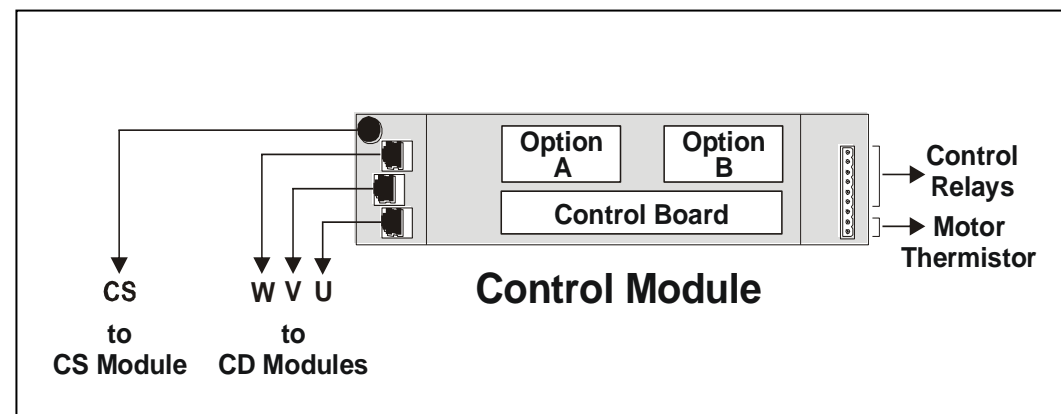 Option
A
Option
B
Control Board
Control
Relays
Motor
Thermistor
Control Module
CS
to
CS Module
W V U
to
CD Modules